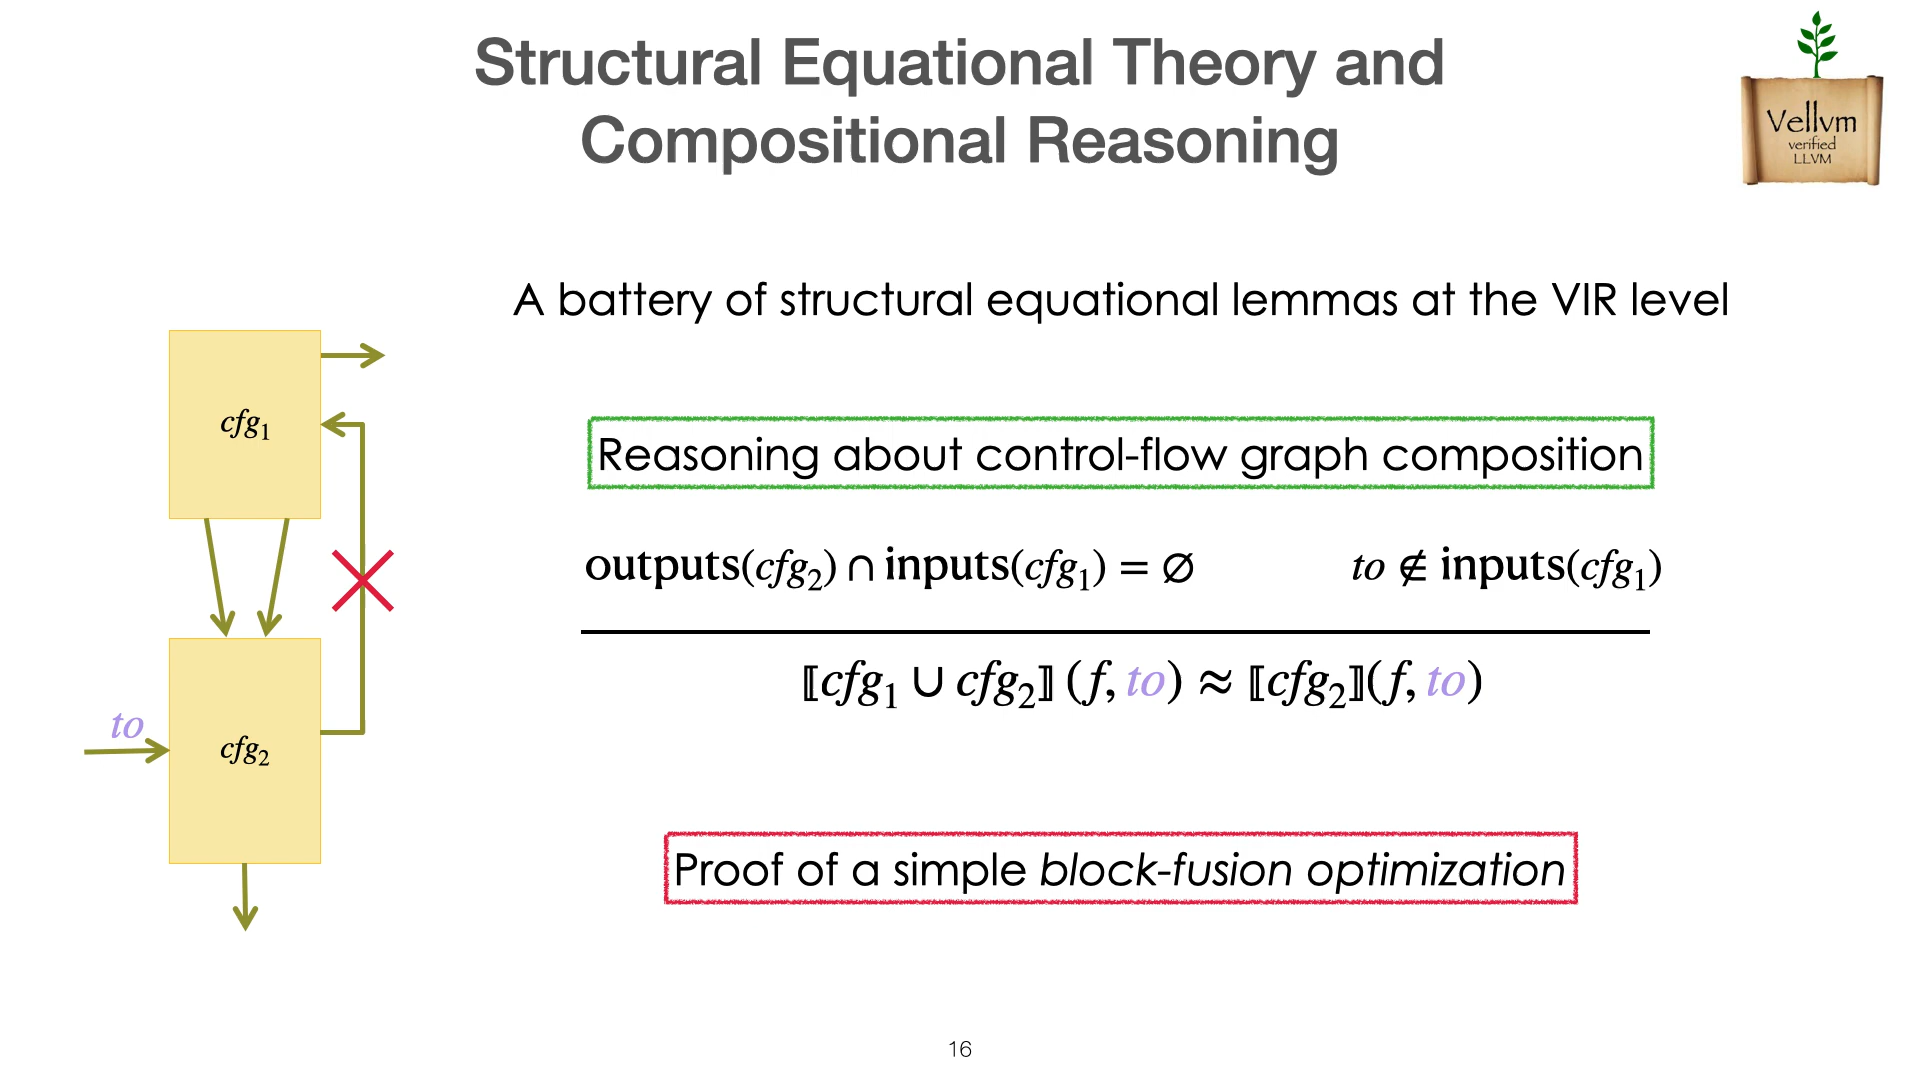 Structural Equational Theory and
Compositional Reasoning
Vellvm
verified
LLVM
A battery of structural equational lemmas at the VIR level
cfg₁
Reasoning about control-flow graph composition
outputs(cfg₂) ∩ inputs(cfg₁) = ∅
to ∉ inputs(cfg₁)
⟦cfg₁ ∪ cfg₂⟧ (f, to) ≈ ⟦cfg₂⟧(f, to)
to
cfg₂
Proof of a simple block-fusion optimization
16